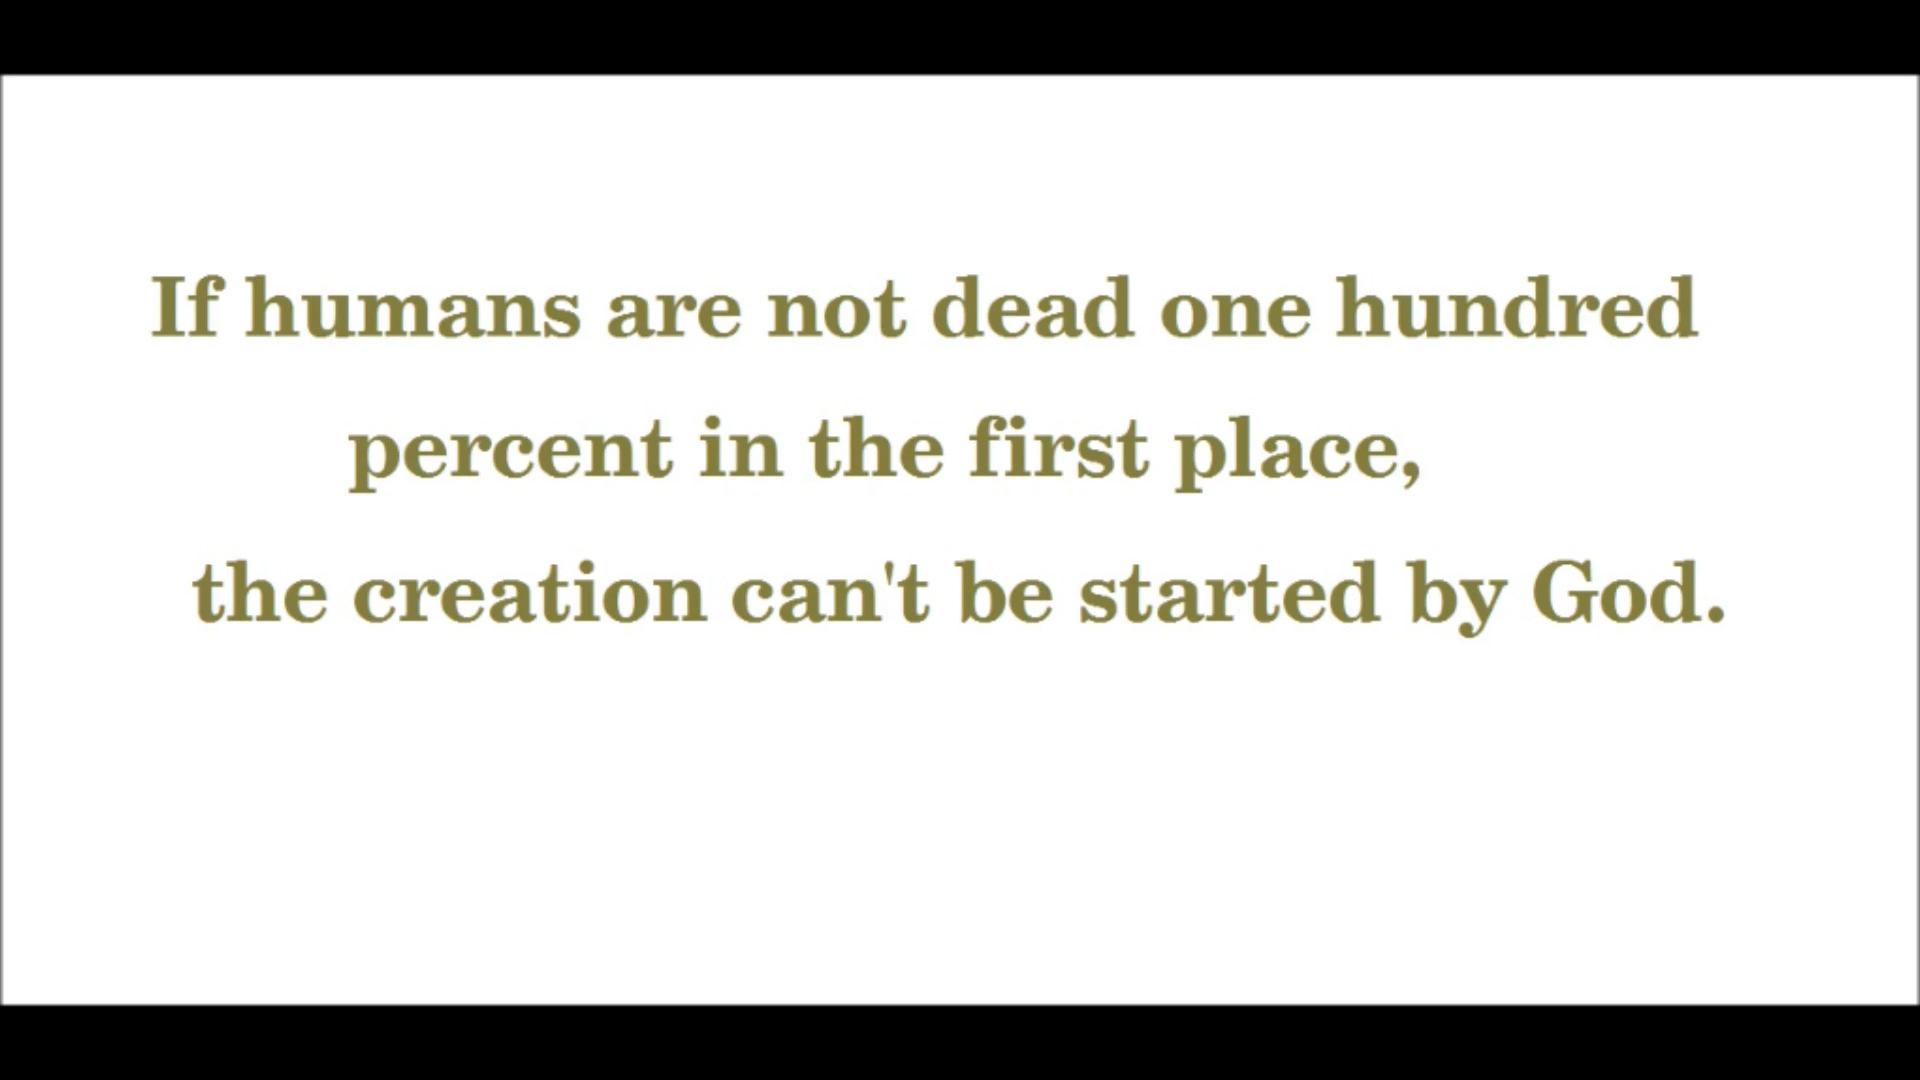 If humans are not dead one hundred
percent in the first place,
the creation can't be started by God.